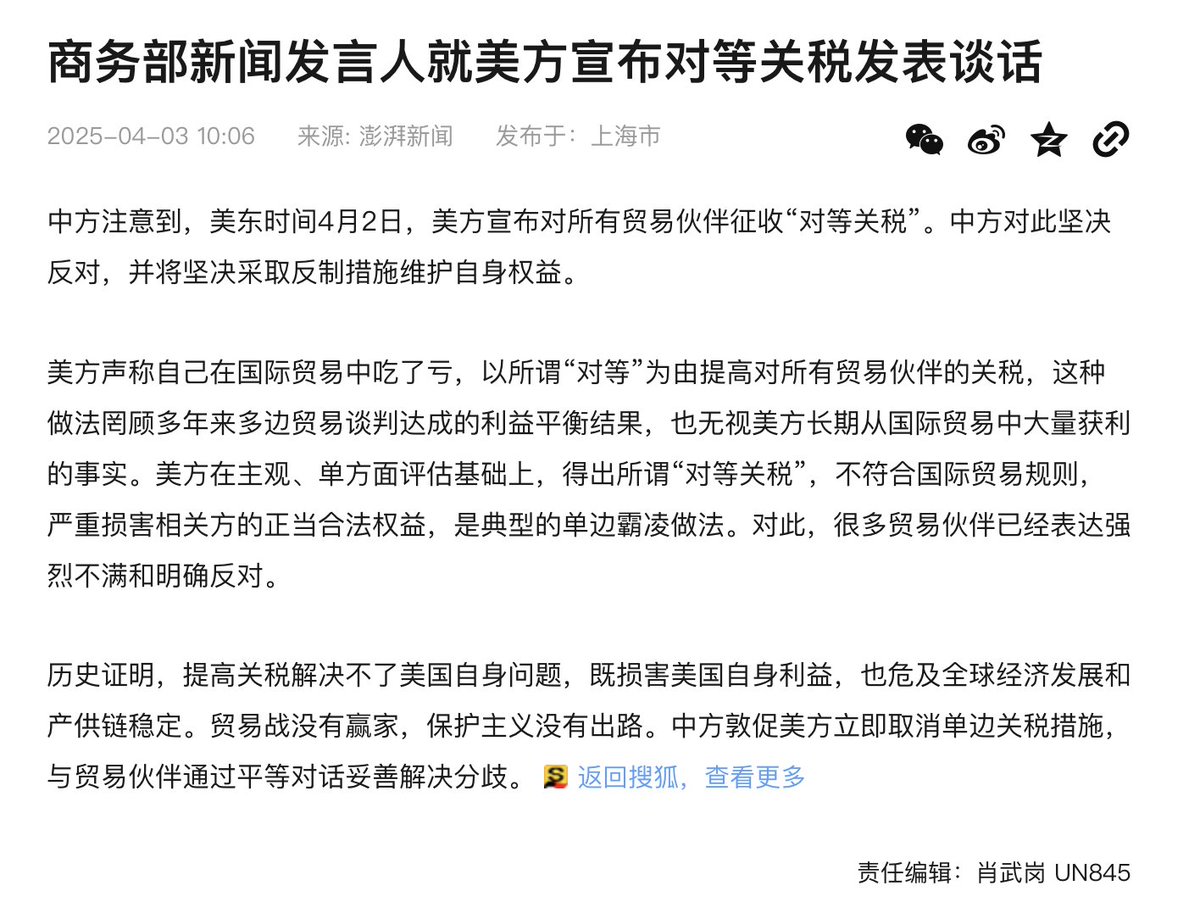 商务部新闻发言人就美方宣布对等关税发表谈话
2025-04-03 10:06 来源: 澎湃新闻 发布于：上海市
中方注意到，美东时间4月2日，美方宣布对所有贸易伙伴征收“对等关税”。中方对此坚决
反对，并将坚决采取反制措施维护自身权益。
美方声称自己在国际贸易中吃了亏，以所谓“对等”为由提高对所有贸易伙伴的关税，这种
做法罔顾多年来多边贸易谈判达成的利益平衡结果，也无视美方长期从国际贸易中大量获利
的事实。美方在主观、单方面评估基础上，得出所谓“对等关税”，不符合国际贸易规则，
严重损害相关方的正当合法权益，是典型的单边霸凌做法。对此，很多贸易伙伴已经表达强
烈不满和明确反对。
历史证明，提高关税解决不了美国自身问题，既损害美国自身利益，也危及全球经济发展和
产供链稳定。贸易战没有赢家，保护主义没有出路。中方敦促美方立即取消单边关税措施，
与贸易伙伴通过平等对话妥善解决分歧。 返回搜狐，查看更多
责任编辑：肖武岗 UN845